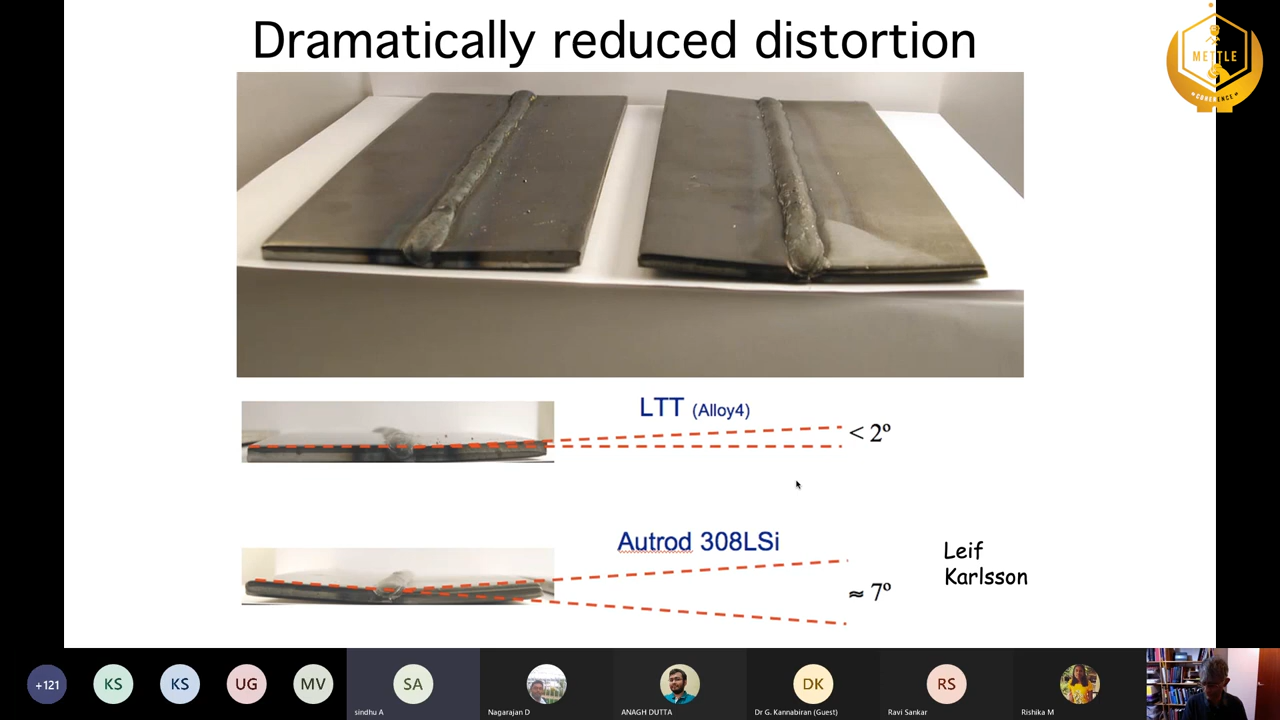 Dramatically reduced distortion
METTLE
COHERENCE
LTT (Alloy4)
< 2º
Autrod 308LSi
≈ 7º
Leif
Karlsson
+121
KS
KS
UG
MV
SA
DK
RS
sindhu A
Nagarajan D
ANAGH DUTTA
Dr G. Kannabiran (Guest)
Ravi Sankar
Rishika M